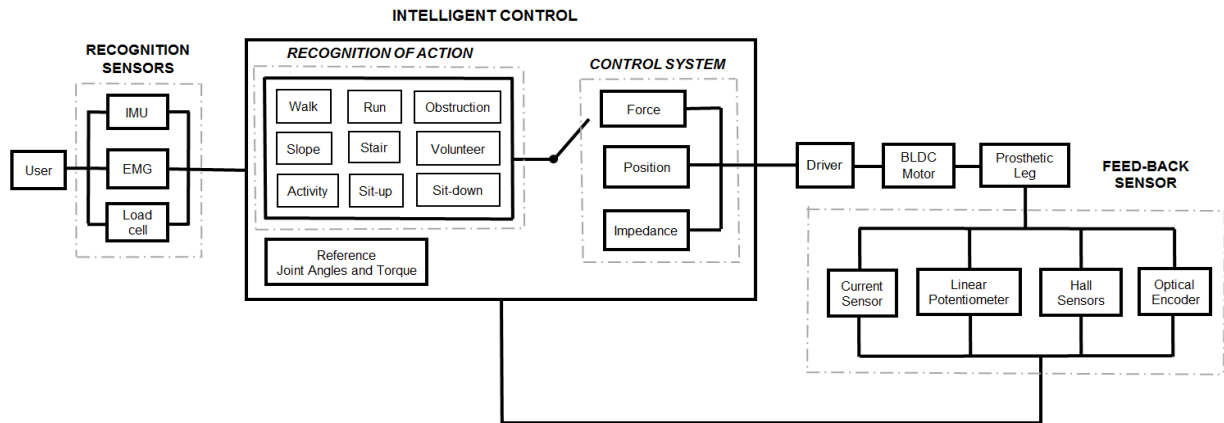 INTELLIGENT CONTROL
RECOGNITION
SENSORS
IMU
EMG
Load
cell
User
RECOGNITION OF ACTION
Walk
Run
Obstruction
Slope
Stair
Volunteer
Activity
Sit-up
Sit-down
Reference
Joint Angles and Torque
CONTROL SYSTEM
Force
Position
Impedance
Driver
BLDC
Motor
Prosthetic
Leg
FEED-BACK
SENSOR
Current
Sensor
Linear
Potentiometer
Hall
Sensors
Optical
Encoder